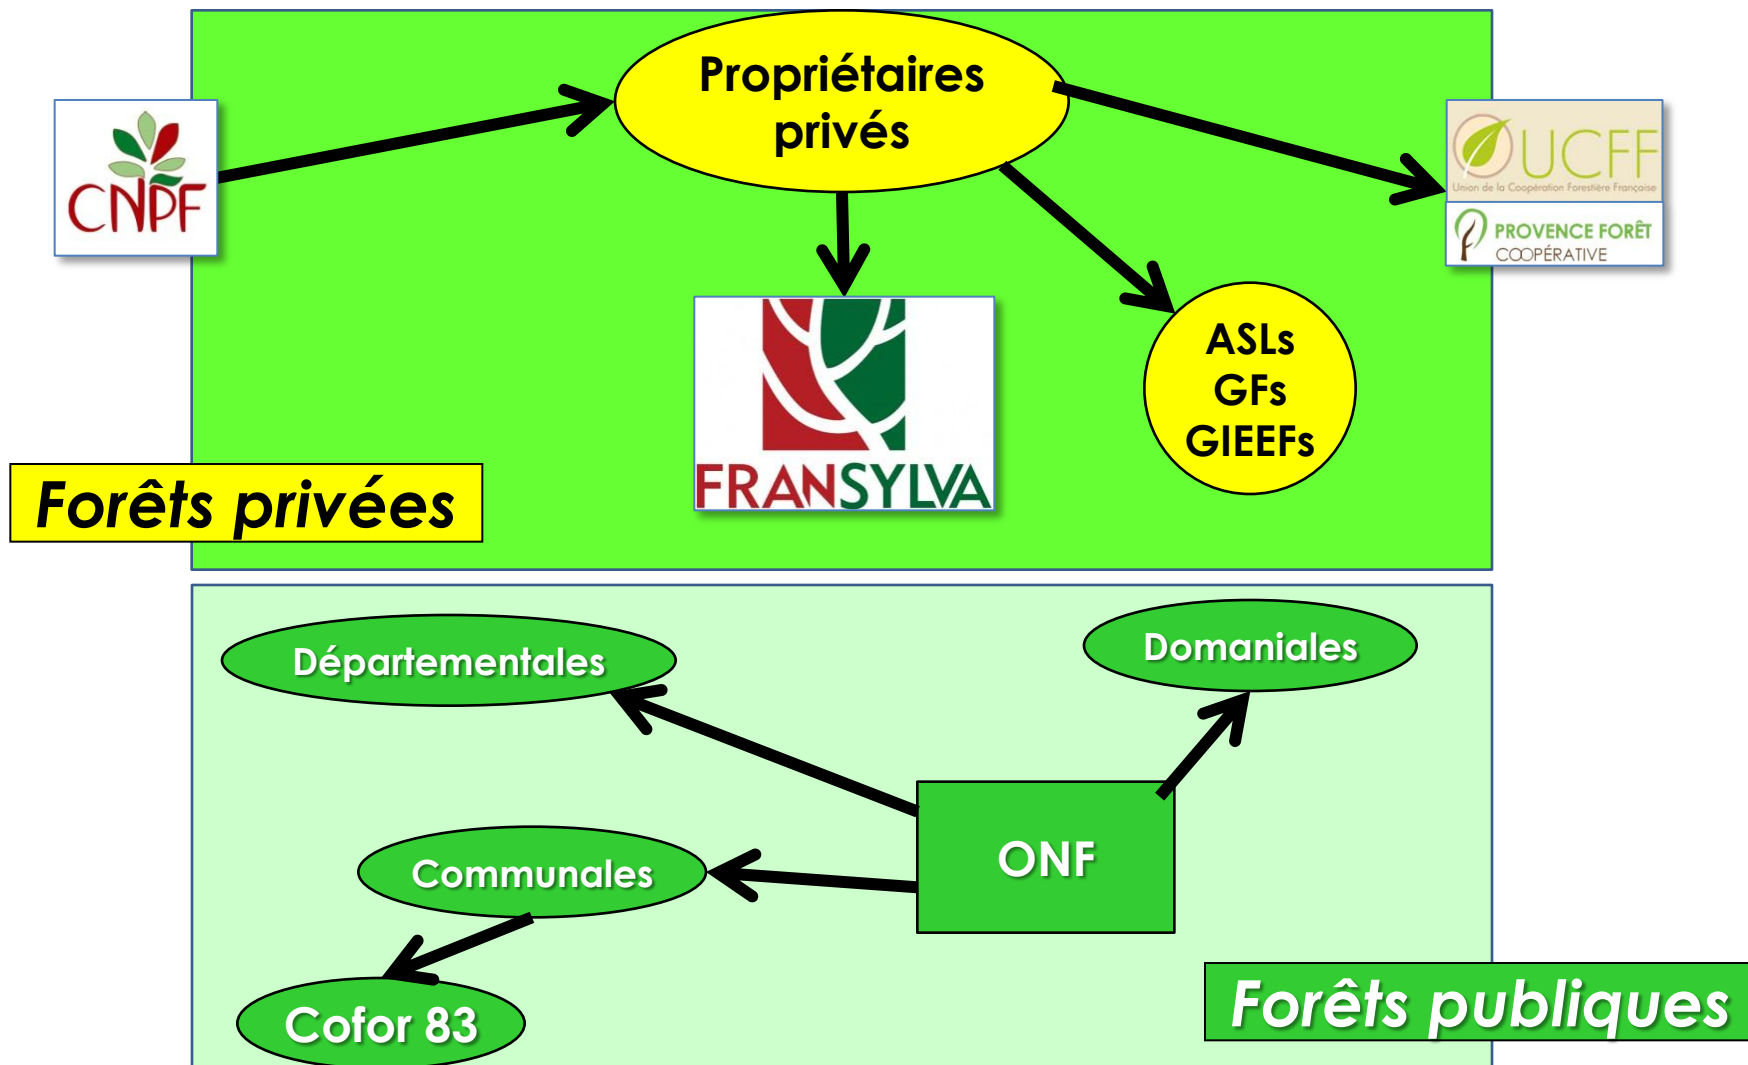 Propriétaires
privés
CNPF
UCFF
Union de la Coopération Forestière Française
PROVENCE FORÊT
COOPÉRATIVE
ASLs
GFs
GIEEFs
FRANSYLVA
Forêts privées
Départementales
Domaniales
ONF
Communales
Cofor 83
Forêts publiques